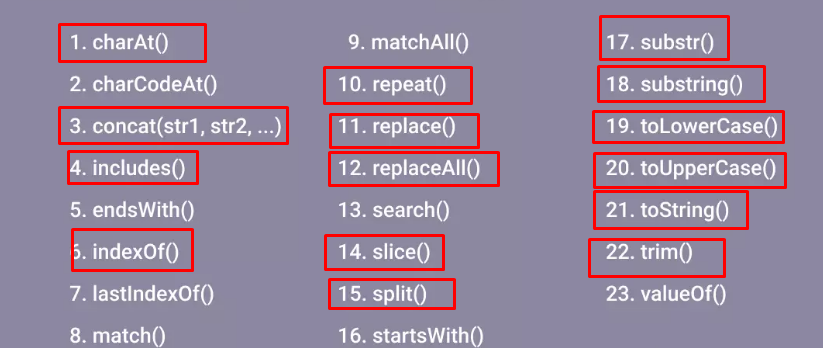 1. charAt()
2. charCodeAt()
3. concat(str1, str2, ...)
4. includes()
5. endsWith()
6. indexOf()
7. lastIndexOf()
8. match()
9. matchAll()
10. repeat()
11. replace()
12. replaceAll()
13. search()
14. slice()
15. split()
16. startsWith()
17. substr()
18. substring()
19. toLowerCase()
20. toUpperCase()
21. toString()
22. trim()
23. valueOf()